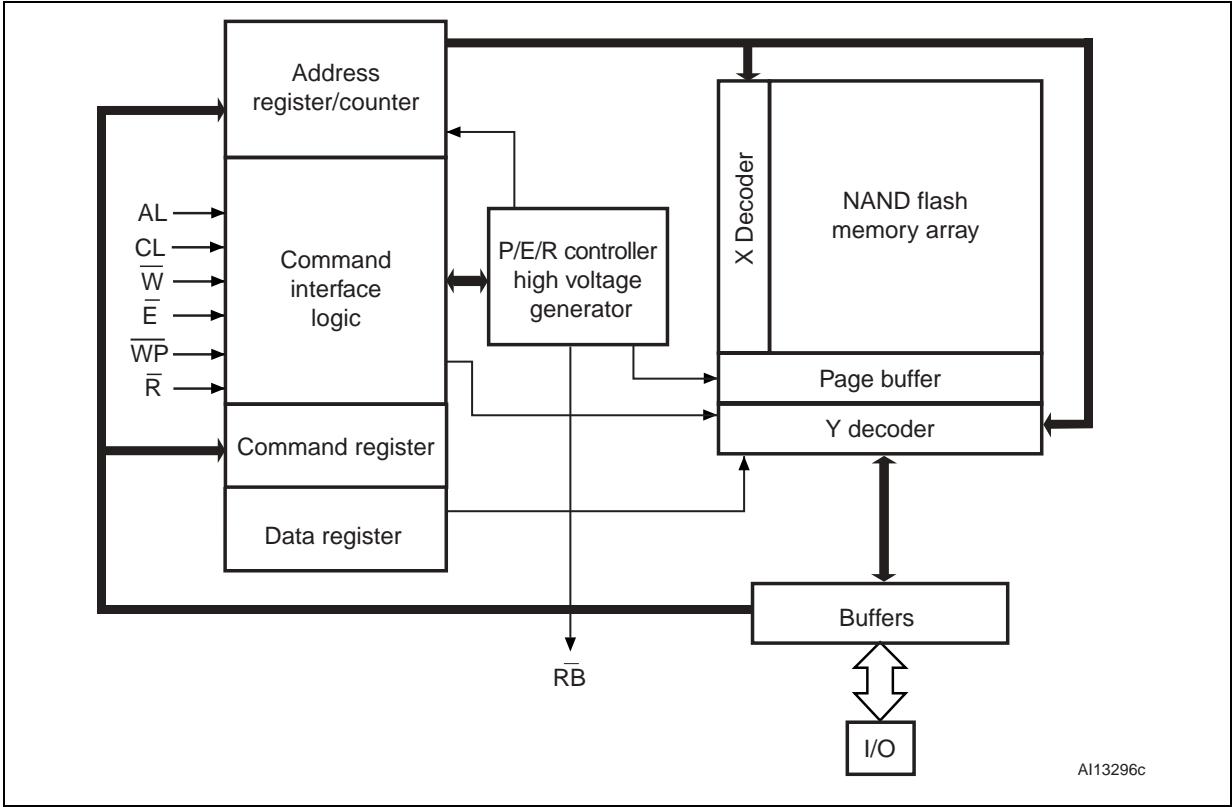 Address
register/counter
AL
CL
W̅
E̅
W̅P̅
R̅
Command
interface
logic
Command register
Data register
P/E/R controller
high voltage
generator
RB̅
X Decoder
NAND flash
memory array
Page buffer
Y decoder
Buffers
I/O
AI13296c